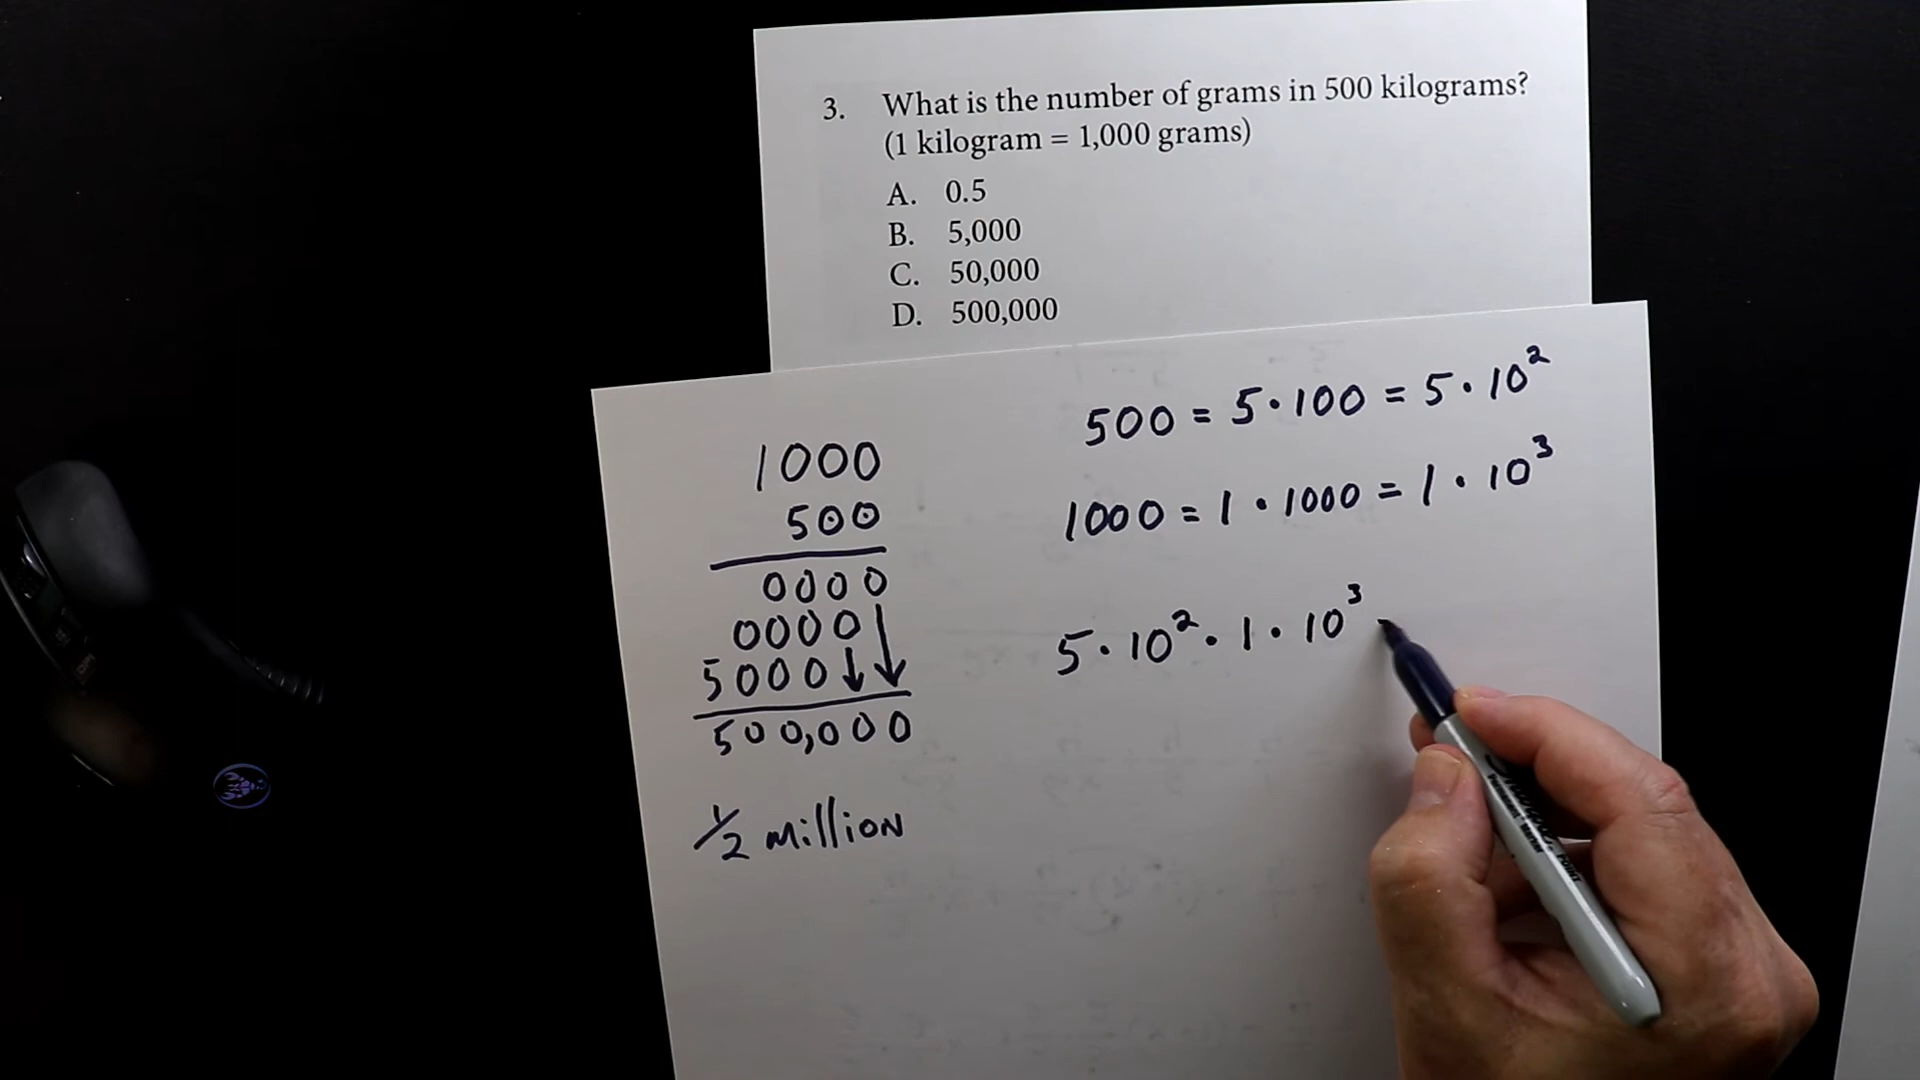 3. What is the number of grams in 500 kilograms?
(1 kilogram = 1,000 grams)
A. 0.5
B. 5,000
C. 50,000
D. 500,000
1000
500
0000
0000
5000
500,000
1/2 million
500 = 5 · 100 = 5 · 10²
1000 = 1 · 1000 = 1 · 10³
5 · 10² · 1 · 10³